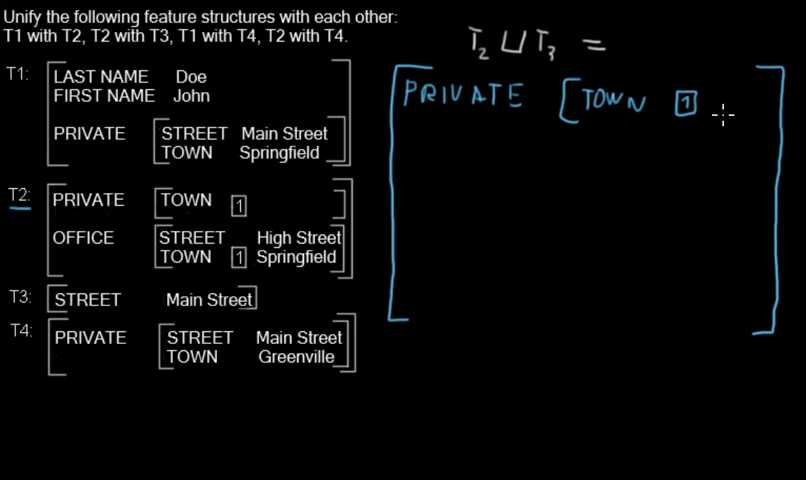 Unify the following feature structures with each other:
T1 with T2, T2 with T3, T1 with T4, T2 with T4.
T2 ⊔ T3 =
T1:
LAST NAME Doe
FIRST NAME John
PRIVATE STREET Main Street
TOWN Springfield
T2:
PRIVATE TOWN 1
OFFICE STREET High Street
TOWN 1 Springfield
T3: STREET Main Street
T4:
PRIVATE STREET Main Street
TOWN Greenville
PRIVATE [TOWN 1